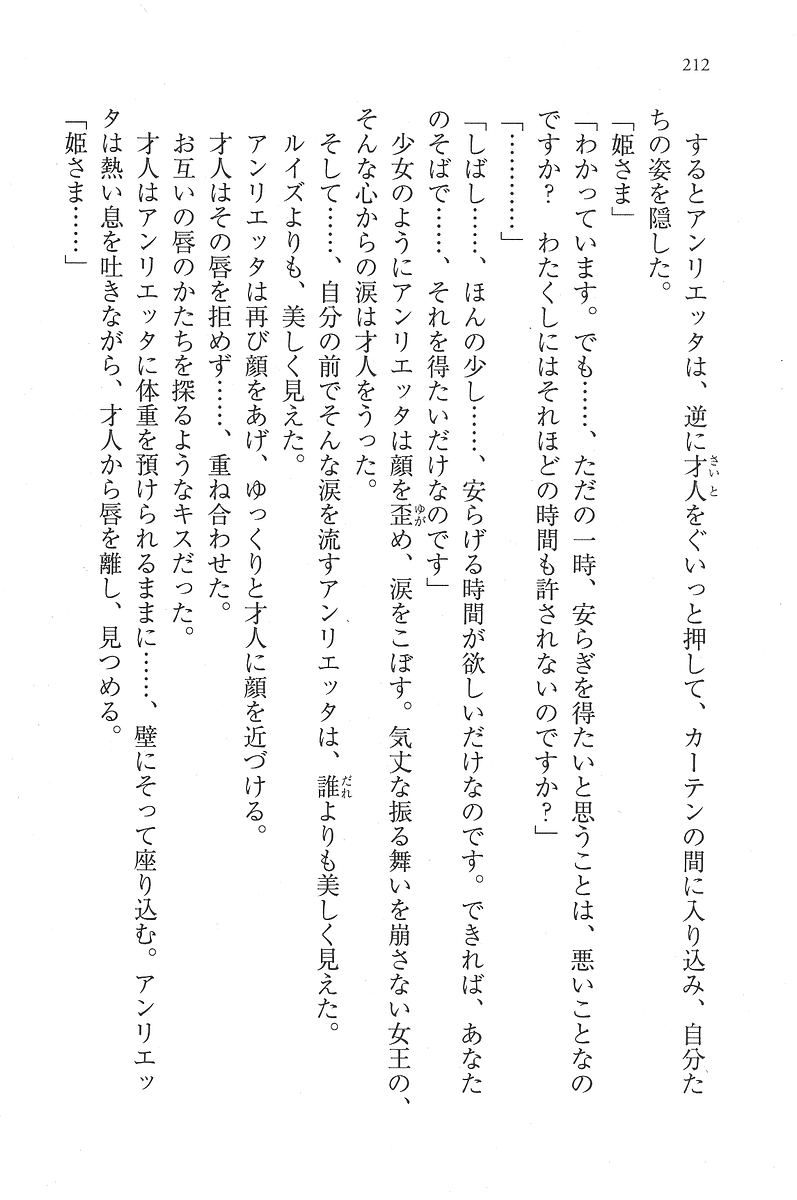 212
するとアンリエッタは、逆に才人をぐいっと押して、カーテンの間に入り込み、自分た
ちの姿を隠した。
「姫さま」
「わかっています。でも……、ただの一時、安らぎを得たいと思うことは、悪いことなの
ですか？　わたくしにはそれほどの時間も許されないのですか？」
「…………」
「しばし……、ほんの少し……、安らげる時間が欲しいだけなのです。できれば、あなた
のそばで……、それを得たいだけなのです」
少女のようにアンリエッタは顔を歪め、涙をこぼす。気丈な振る舞いを崩さない女王の、
そんな心からの涙は才人をうった。
そして……、自分の前でそんな涙を流すアンリエッタは、誰よりも美しく見えた。
ルイズよりも、美しく見えた。
アンリエッタは再び顔をあげ、ゆっくりと才人に顔を近づける。
才人はその唇を拒めず……、重ね合わせた。
お互いの唇のかたちを探るようなキスだった。
才人はアンリエッタに体重を預けられるままに……、壁にそって座り込む。アンリエッ
タは熱い息を吐きながら、才人から唇を離し、見つめる。
「姫さま……」